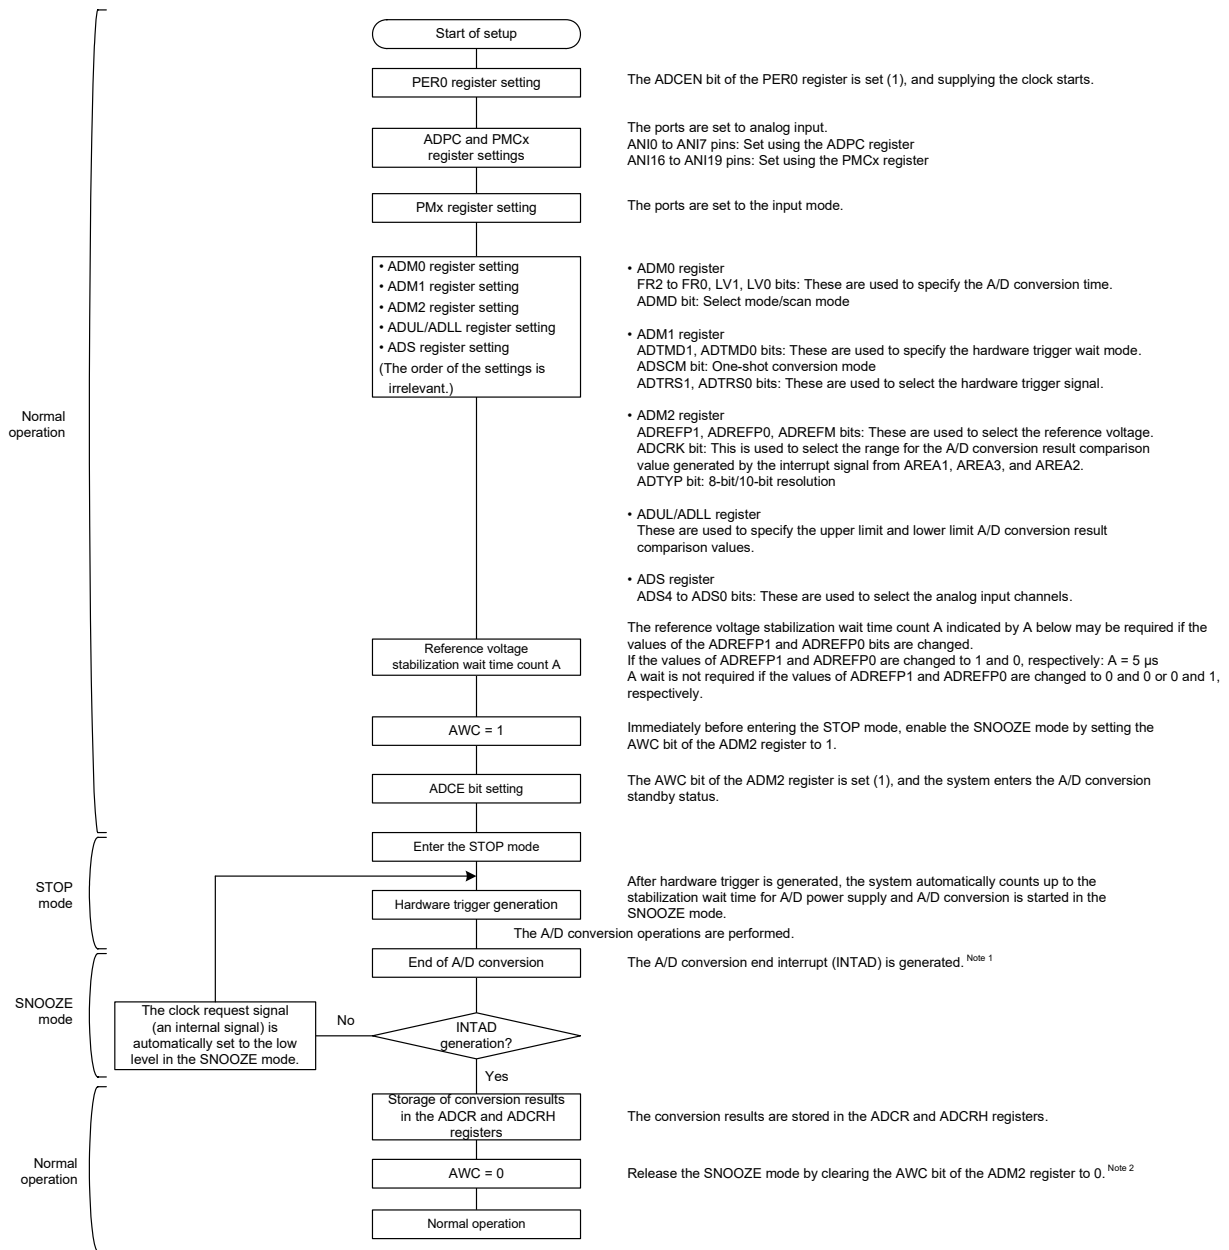 Start of setup
PER0 register setting
The ADCEN bit of the PER0 register is set (1), and supplying the clock starts.
ADPC and PMCx
register settings
The ports are set to analog input.
ANI0 to ANI7 pins: Set using the ADPC register
ANI16 to ANI19 pins: Set using the PMCx register
PMx register setting
The ports are set to the input mode.
• ADM0 register setting
• ADM1 register setting
• ADM2 register setting
• ADUL/ADLL register setting
• ADS register setting
(The order of the settings is
irrelevant.)
• ADM0 register
FR2 to FR0, LV1, LV0 bits: These are used to specify the A/D conversion time.
ADMD bit: Select mode/scan mode
• ADM1 register
ADTMD1, ADTMD0 bits: These are used to specify the hardware trigger wait mode.
ADSCM bit: One-shot conversion mode
ADTRS1, ADTRS0 bits: These are used to select the hardware trigger signal.
• ADM2 register
ADREFP1, ADREFP0, ADREFM bits: These are used to select the reference voltage.
ADCRK bit: This is used to select the range for the A/D conversion result comparison
value generated by the interrupt signal from AREA1, AREA3, and AREA2.
ADTYP bit: 8-bit/10-bit resolution
• ADUL/ADLL register
These are used to specify the upper limit and lower limit A/D conversion result
comparison values.
• ADS register
ADS4 to ADS0 bits: These are used to select the analog input channels.
Normal
operation
Reference voltage
stabilization wait time count A
The reference voltage stabilization wait time count A indicated by A below may be required if the
values of the ADREFP1 and ADREFP0 bits are changed.
If the values of ADREFP1 and ADREFP0 are changed to 1 and 0, respectively: A = 5 μs
A wait is not required if the values of ADREFP1 and ADREFP0 are changed to 0 and 0 or 0 and 1,
respectively.
AWC = 1
Immediately before entering the STOP mode, enable the SNOOZE mode by setting the
AWC bit of the ADM2 register to 1.
ADCE bit setting
The AWC bit of the ADM2 register is set (1), and the system enters the A/D conversion
standby status.
Enter the STOP mode
STOP
mode
Hardware trigger generation
After hardware trigger is generated, the system automatically counts up to the
stabilization wait time for A/D power supply and A/D conversion is started in the
SNOOZE mode.
The A/D conversion operations are performed.
End of A/D conversion
The A/D conversion end interrupt (INTAD) is generated. Note 1
SNOOZE
mode
The clock request signal
(an internal signal) is
automatically set to the low
level in the SNOOZE mode.
No
INTAD
generation?
Yes
Storage of conversion results
in the ADCR and ADCRH
registers
The conversion results are stored in the ADCR and ADCRH registers.
Normal
operation
AWC = 0
Release the SNOOZE mode by clearing the AWC bit of the ADM2 register to 0. Note 2
Normal operation